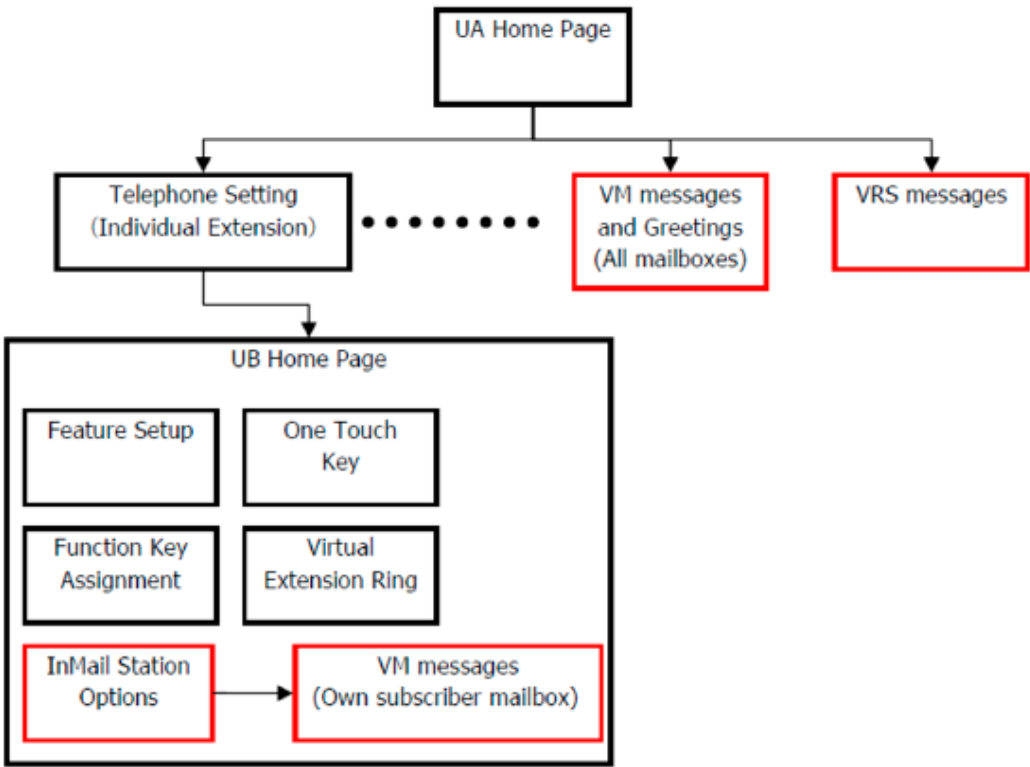 UA Home Page
Telephone Setting
(Individual Extension)
VM messages
and Greetings
(All mailboxes)
VRS messages
UB Home Page
Feature Setup
One Touch
Key
Function Key
Assignment
Virtual
Extension Ring
InMail Station
Options
VM messages
(Own subscriber mailbox)